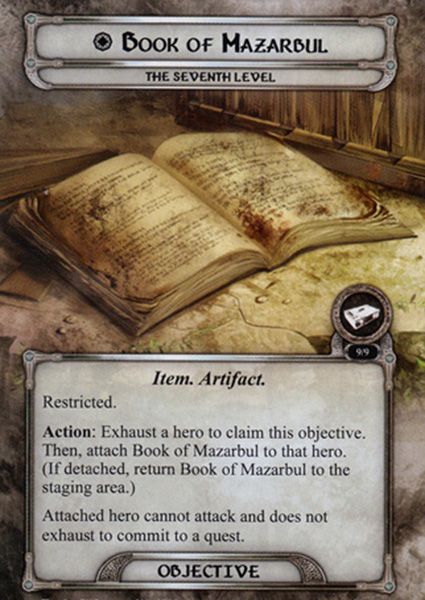 Book of Mazarbul
The Seventh Level
9/9
Item. Artifact.
Restricted.
Action: Exhaust a hero to claim this objective.
Then, attach Book of Mazarbul to that hero.
(If detached, return Book of Mazarbul to the
staging area.)
Attached hero cannot attack and does not
exhaust to commit to a quest.
Objective